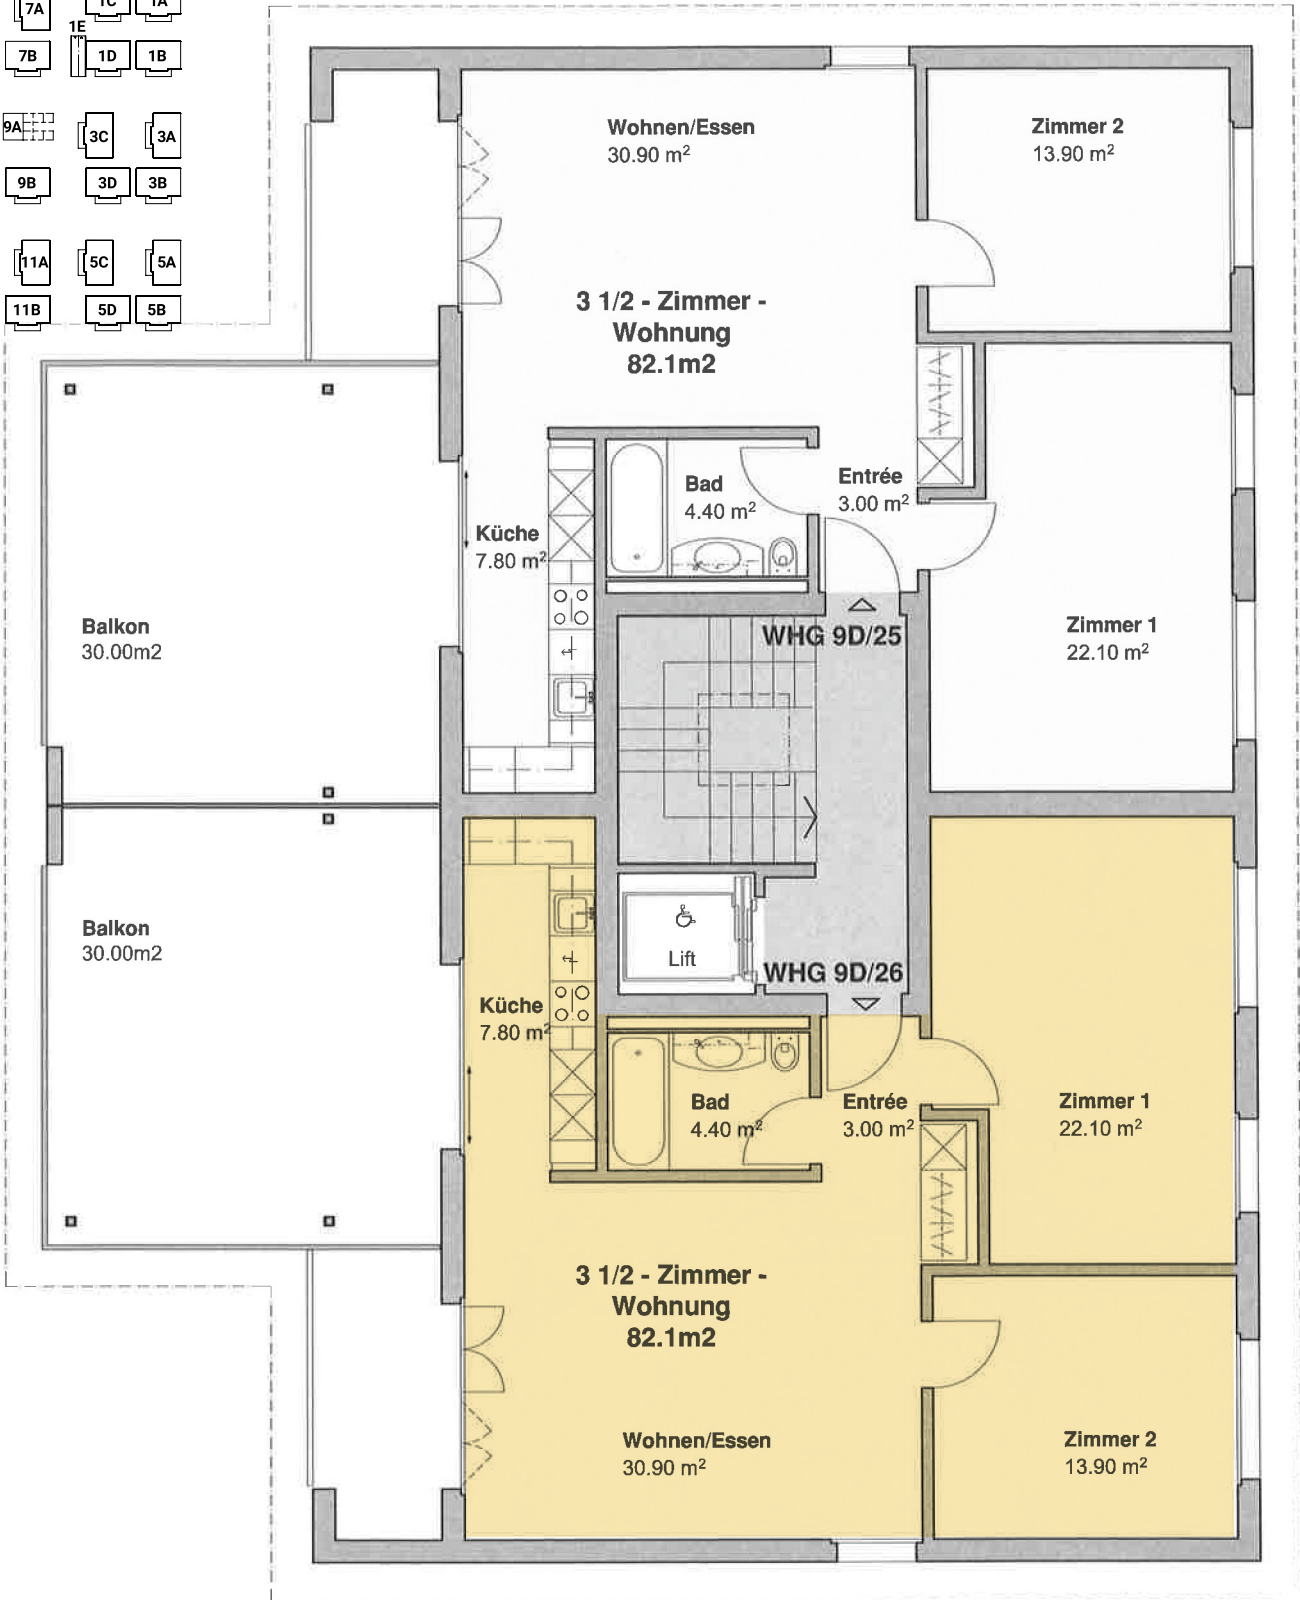 7A
1C
1A
1E
7B
1D
1B
9A
3C
3A
9B
3D
3B
11A
5C
5A
11B
5D
5B
Wohnen/Essen
30.90 m²
Zimmer 2
13.90 m²
3 1/2 - Zimmer -
Wohnung
82.1m2
Bad
4.40 m²
Entrée
3.00 m²
Küche
7.80 m²
WHG 9D/25
Balkon
30.00m2
Zimmer 1
22.10 m²
Balkon
30.00m2
Lift
WHG 9D/26
Küche
7.80 m²
Bad
4.40 m²
Entrée
3.00 m²
Zimmer 1
22.10 m²
3 1/2 - Zimmer -
Wohnung
82.1m2
Wohnen/Essen
30.90 m²
Zimmer 2
13.90 m²